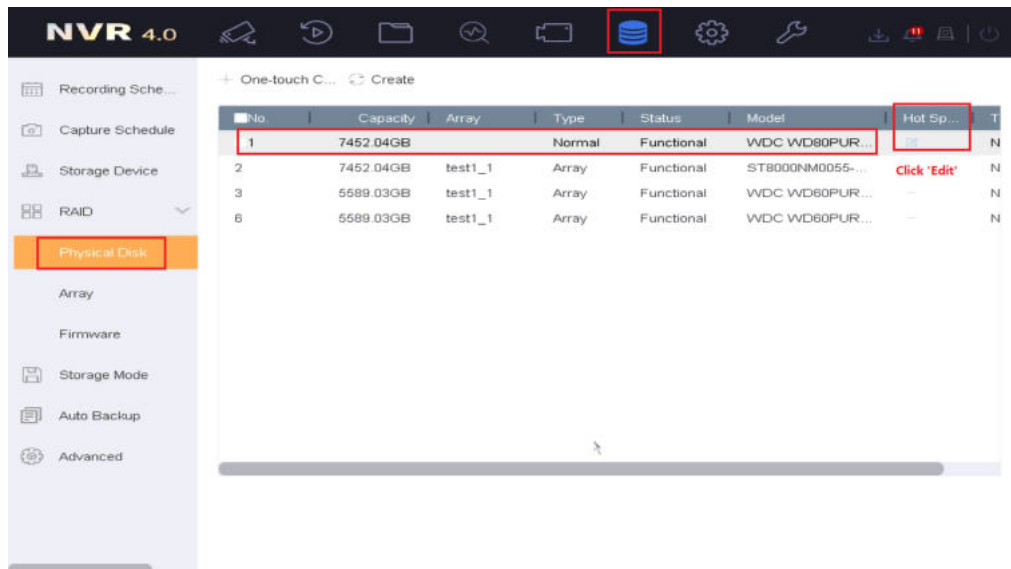 NVR 4.0
11
Recording Sche...
Capture Schedule
Storage Device
RAID
Physical Disk
Array
Firmware
Storage Mode
Auto Backup
Advanced
One-touch C... Create
No. Capacity Array Type Status Model Hot Sp... T
1 7452.04GB Normal Functional WDC WD80PUR... N
2 7452.04GB test1_1 Array Functional ST8000NM0055-... Click 'Edit' N
3 5589.03GB test1_1 Array Functional WDC WD60PUR... — N
6 5589.03GB test1_1 Array Functional WDC WD60PUR... — N